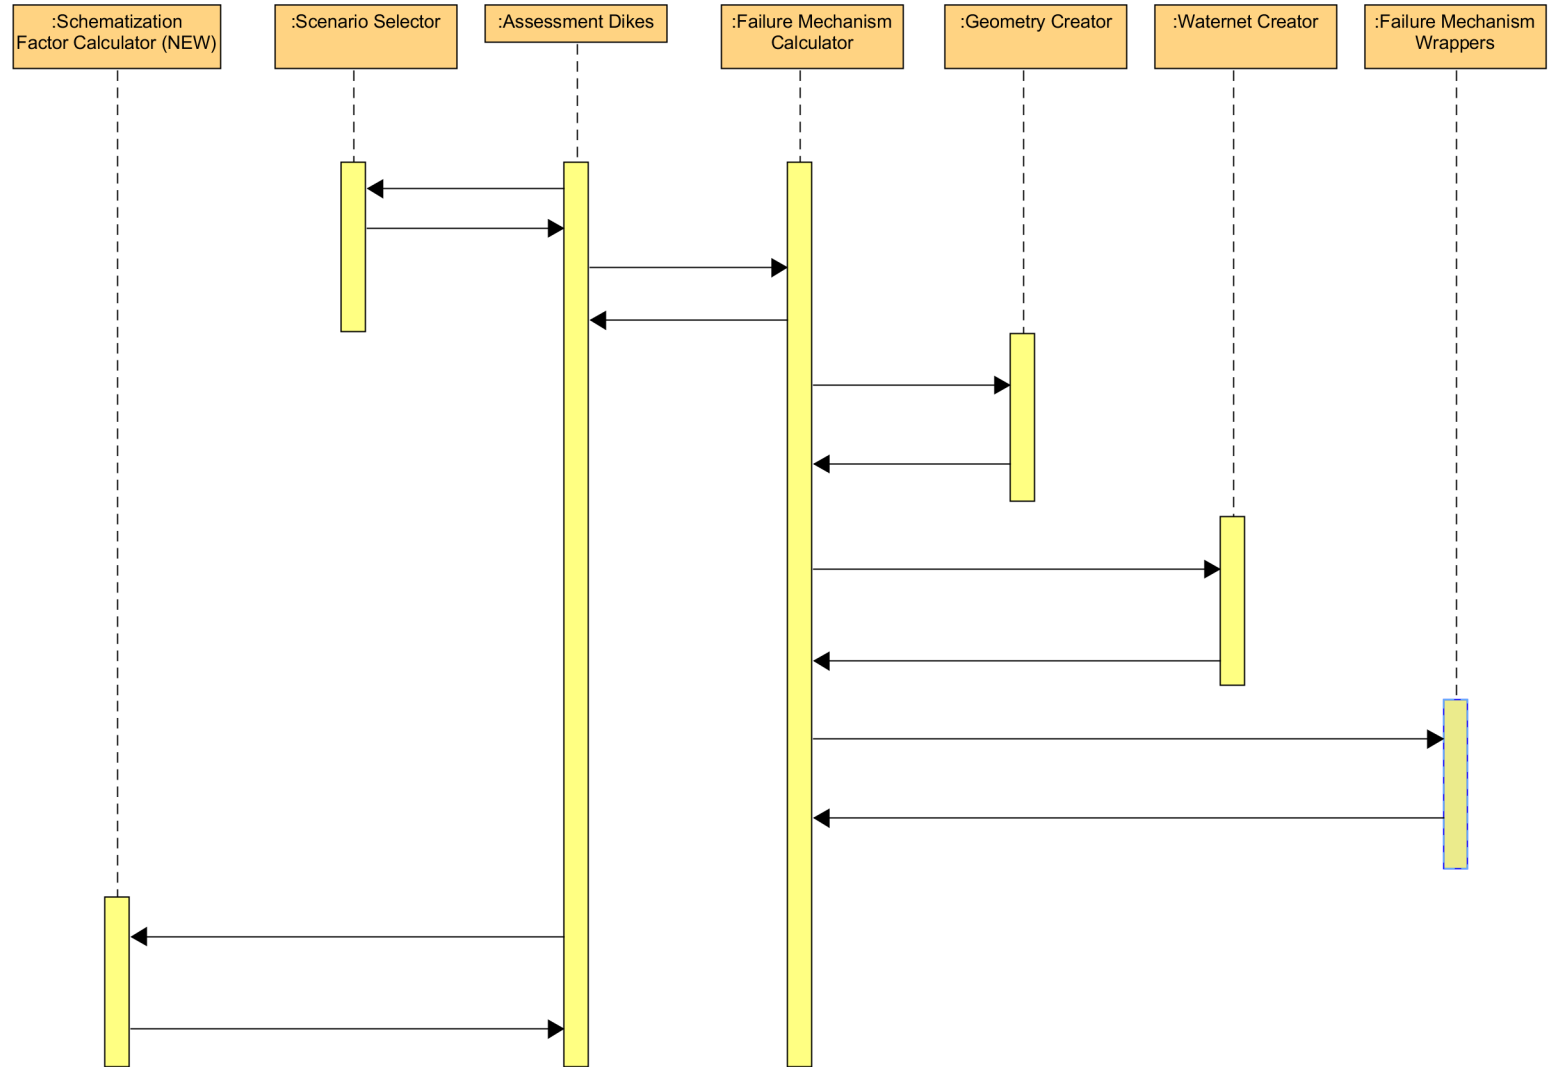 :Schematization
Factor Calculator (NEW)
:Scenario Selector
:Assessment Dikes
:Failure Mechanism
Calculator
:Geometry Creator
:Waternet Creator
:Failure Mechanism
Wrappers